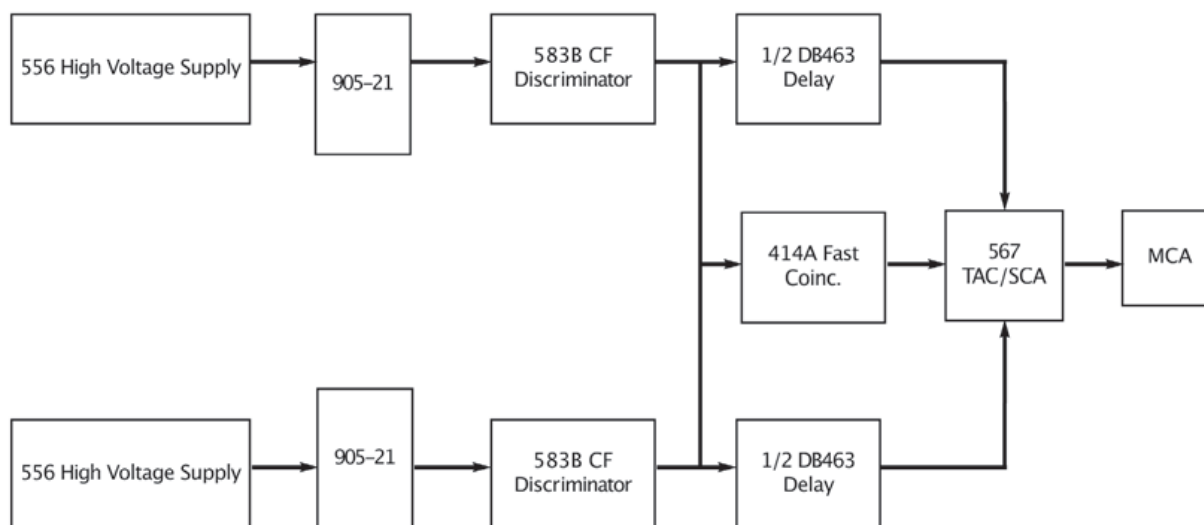 556 High Voltage Supply
905–21
583B CF
Discriminator
1/2 DB463
Delay
414A Fast
Coinc.
567
TAC/SCA
MCA
556 High Voltage Supply
905–21
583B CF
Discriminator
1/2 DB463
Delay